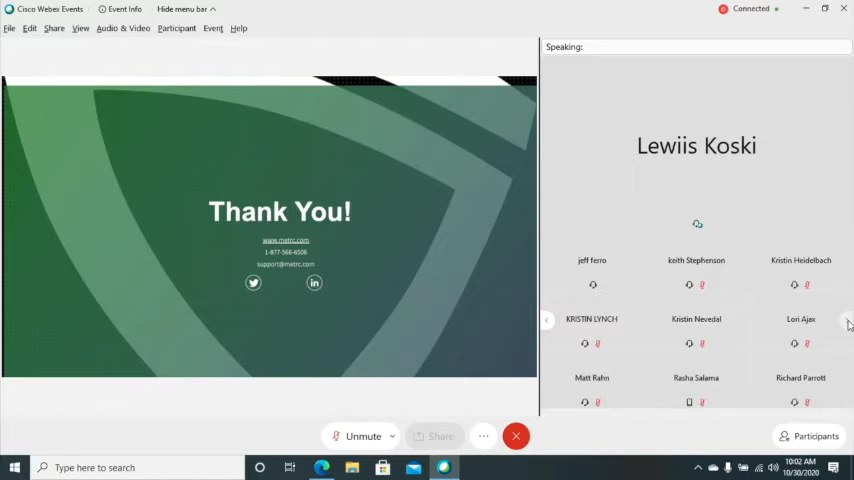 Cisco Webex Events
Event Info
Hide menu bar
Connected
File Edit Share View Audio & Video Participant Event Help
Speaking:
Lewiis Koski
Thank You!
www.metrc.com
1-877-566-6506
support@metrc.com
in
jeff ferro
keith Stephenson
Kristin Heidelbach
KRISTIN LYNCH
Kristin Nevedal
Lori Ajax
Matt Rahn
Rasha Salama
Richard Parrott
Unmute
Share
Participants
Type here to search
10:02 AM
10/30/2020